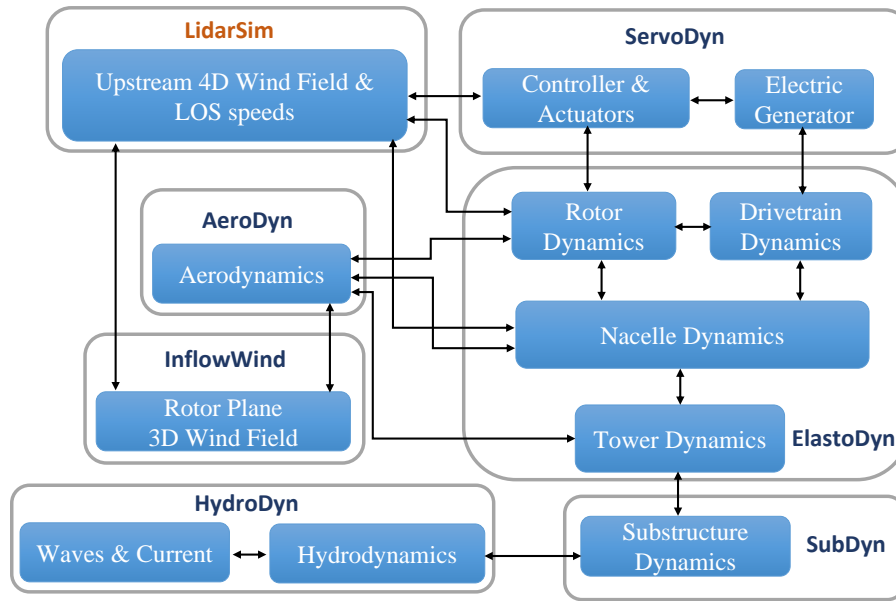 LidarSim
Upstream 4D Wind Field &
LOS speeds
ServoDyn
Controller &
Actuators
Electric
Generator
AeroDyn
Aerodynamics
Rotor
Dynamics
Drivetrain
Dynamics
Nacelle Dynamics
InflowWind
Rotor Plane
3D Wind Field
Tower Dynamics
ElastoDyn
HydroDyn
Waves & Current
Hydrodynamics
Substructure
Dynamics
SubDyn